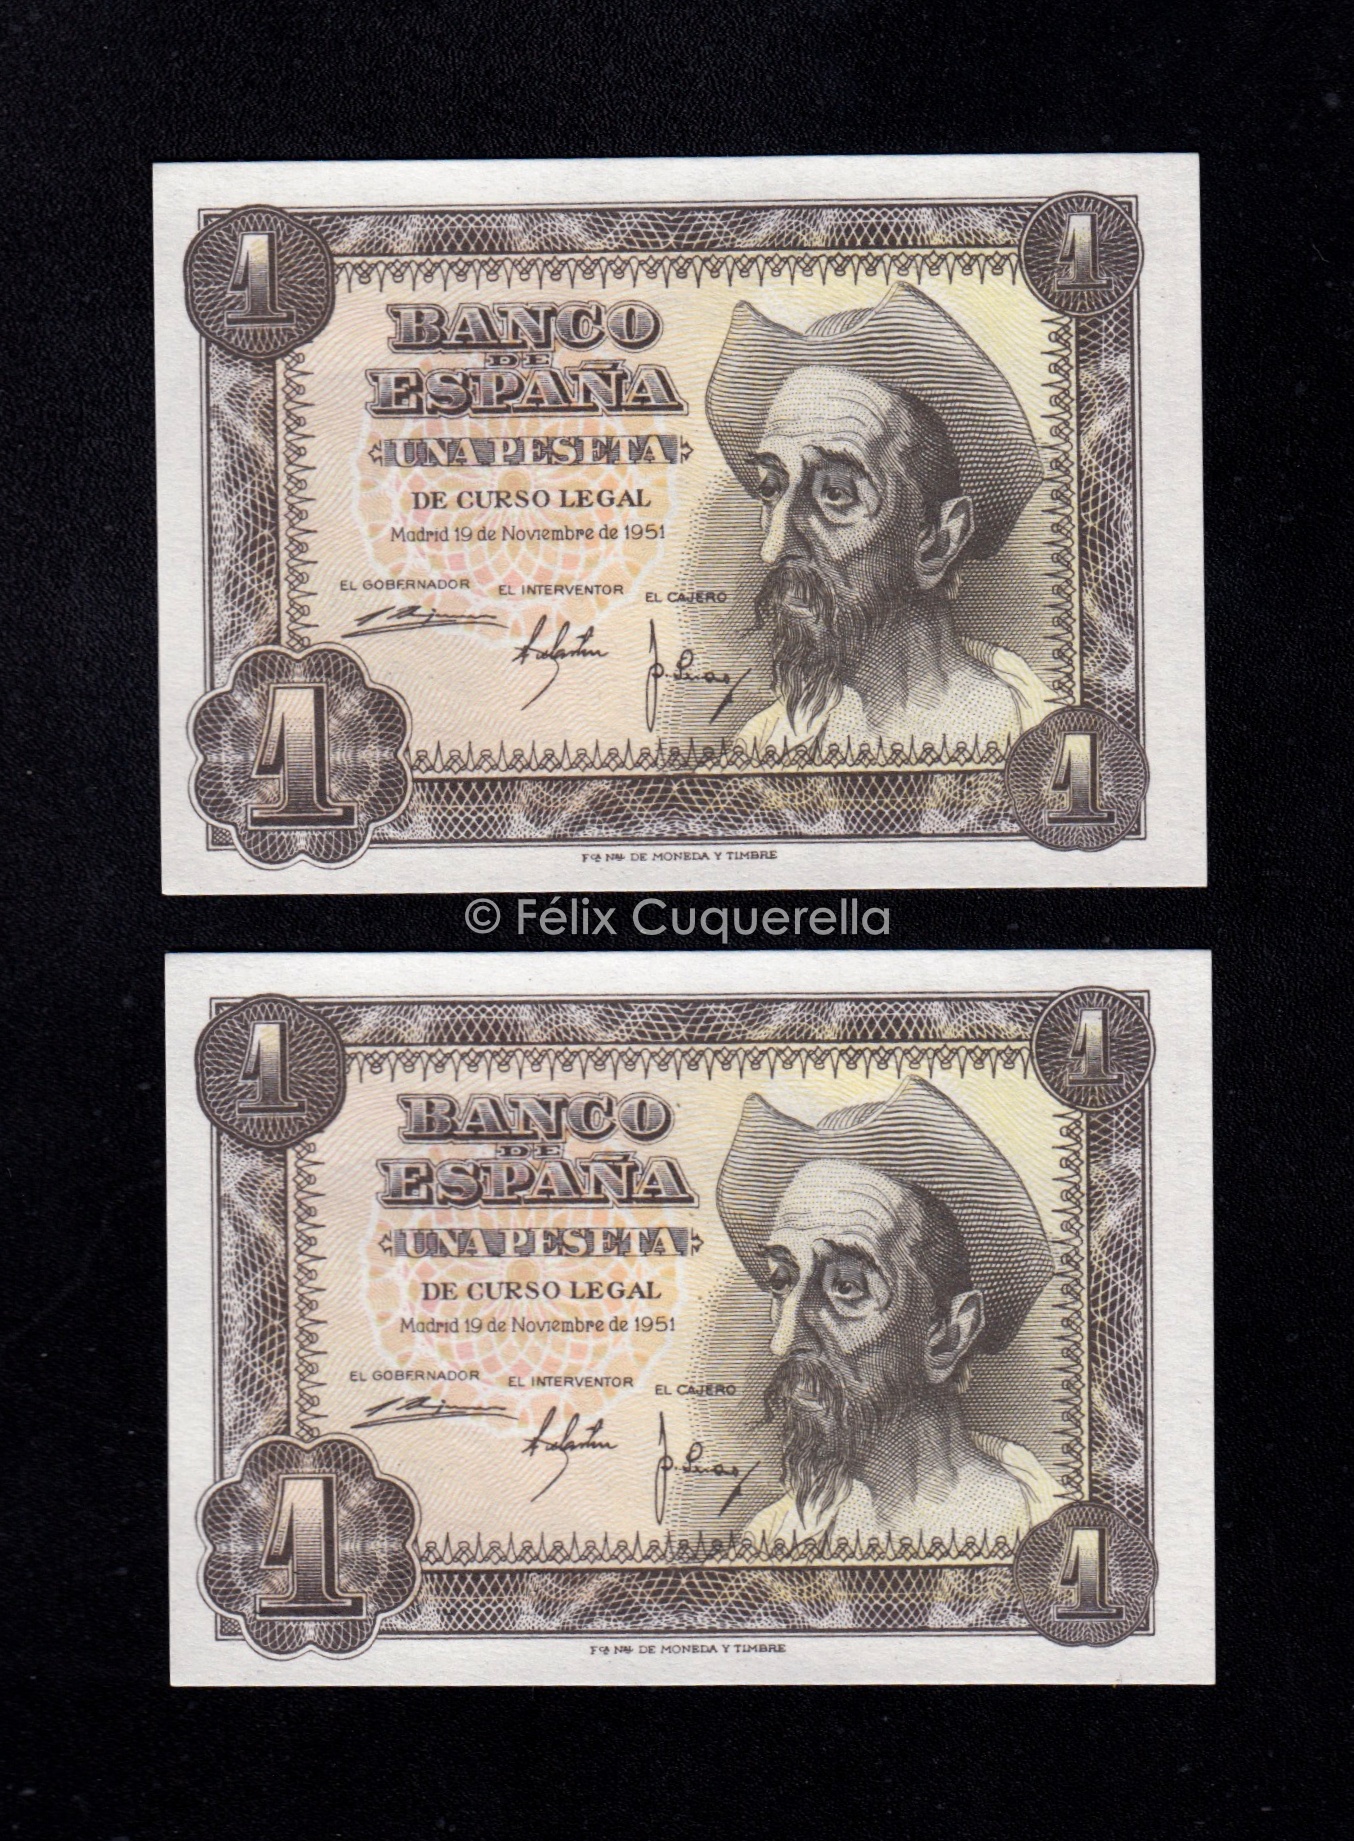 1 1
BANCO
DE
ESPAÑA
UNA PESETA
DE CURSO LEGAL
Madrid 19 de Noviembre de 1951
EL GOBERNADOR EL INTERVENTOR EL CAJERO
1 1
Fca. Nal. DE MONEDA Y TIMBRE
© Félix Cuquerella
1 1
BANCO
DE
ESPAÑA
UNA PESETA
DE CURSO LEGAL
Madrid 19 de Noviembre de 1951
EL GOBERNADOR EL INTERVENTOR EL CAJERO
1 1
Fca. Nal. DE MONEDA Y TIMBRE